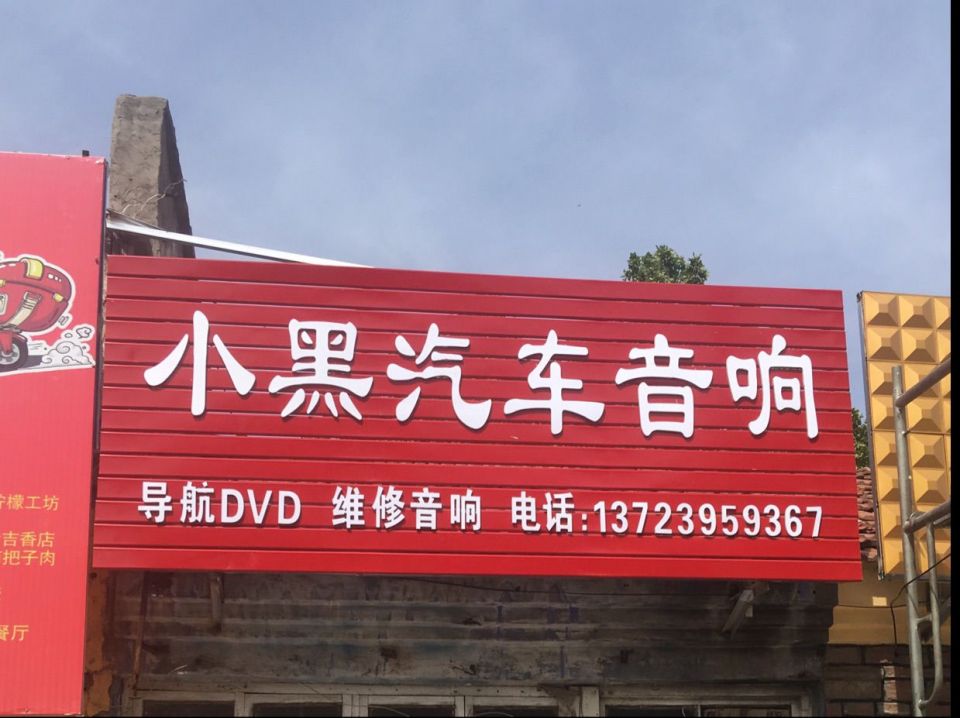 小黑汽车音响
导航DVD 维修音响 电话:13723959367
柠檬工坊
吉香店
把子肉
餐厅